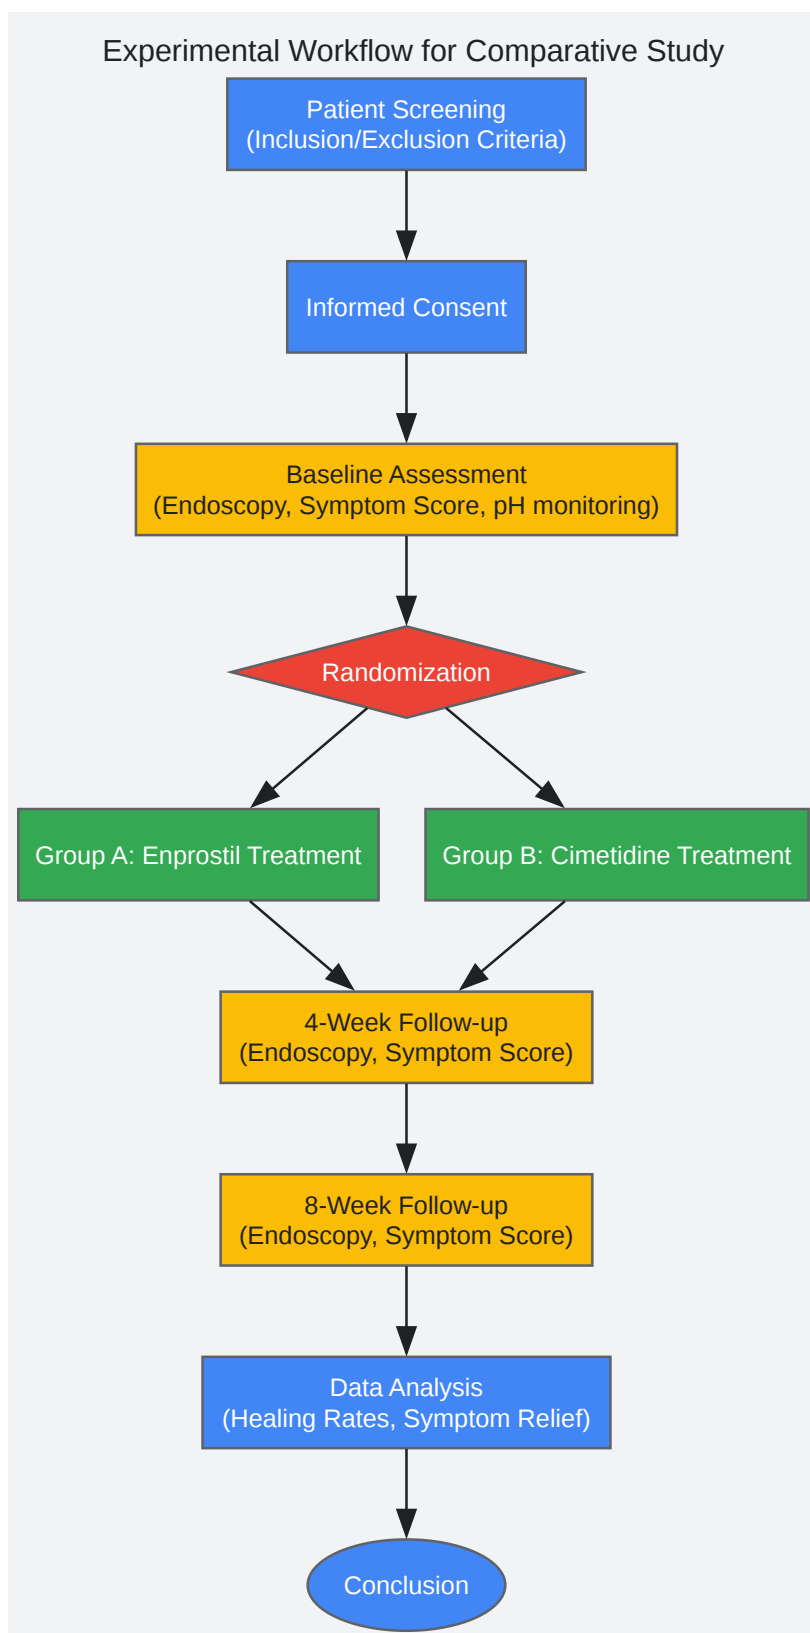 Experimental Workflow for Comparative Study
Patient Screening
(Inclusion/Exclusion Criteria)
Informed Consent
Baseline Assessment
(Endoscopy, Symptom Score, pH monitoring)
Randomization
Group A: Enprostil Treatment
Group B: Cimetidine Treatment
4-Week Follow-up
(Endoscopy, Symptom Score)
8-Week Follow-up
(Endoscopy, Symptom Score)
Data Analysis
(Healing Rates, Symptom Relief)
Conclusion